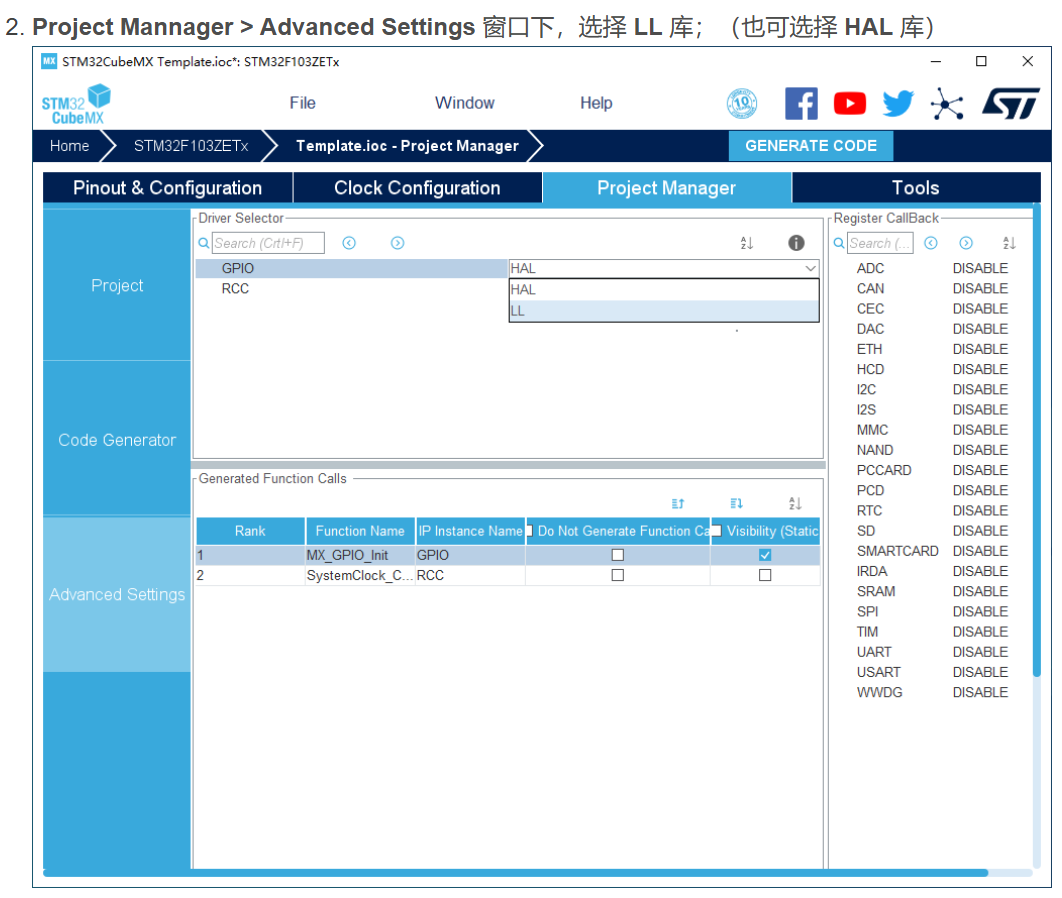 2. Project Mannager > Advanced Settings 窗口下，选择 LL 库；（也可选择 HAL 库）
MX STM32CubeMX Template.ioc*: STM32F103ZETx
STM32 CubeMX
File Window Help
10
ST
Home STM32F103ZETx Template.ioc - Project Manager GENERATE CODE
Pinout & Configuration Clock Configuration Project Manager Tools
Project
Code Generator
Advanced Settings
Driver Selector
Search (Crtl+F)
GPIO HAL
RCC HAL
LL
Generated Function Calls
Rank Function Name IP Instance Name Do Not Generate Function Ca Visibility (Static
1 MX_GPIO_Init GPIO
2 SystemClock_C... RCC
Register CallBack
Search (...
ADC DISABLE
CAN DISABLE
CEC DISABLE
DAC DISABLE
ETH DISABLE
HCD DISABLE
I2C DISABLE
I2S DISABLE
MMC DISABLE
NAND DISABLE
PCCARD DISABLE
PCD DISABLE
RTC DISABLE
SD DISABLE
SMARTCARD DISABLE
IRDA DISABLE
SRAM DISABLE
SPI DISABLE
TIM DISABLE
UART DISABLE
USART DISABLE
WWDG DISABLE